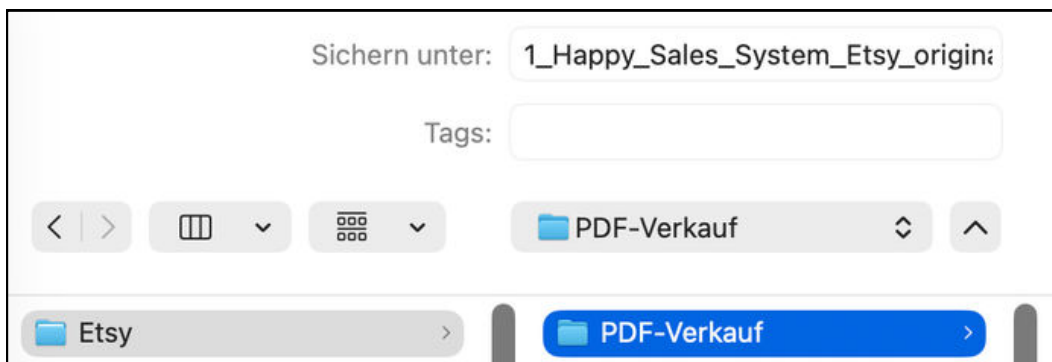 Sichern unter: 1_Happy_Sales_System_Etsy_origin
Tags:
PDF-Verkauf
Etsy PDF-Verkauf